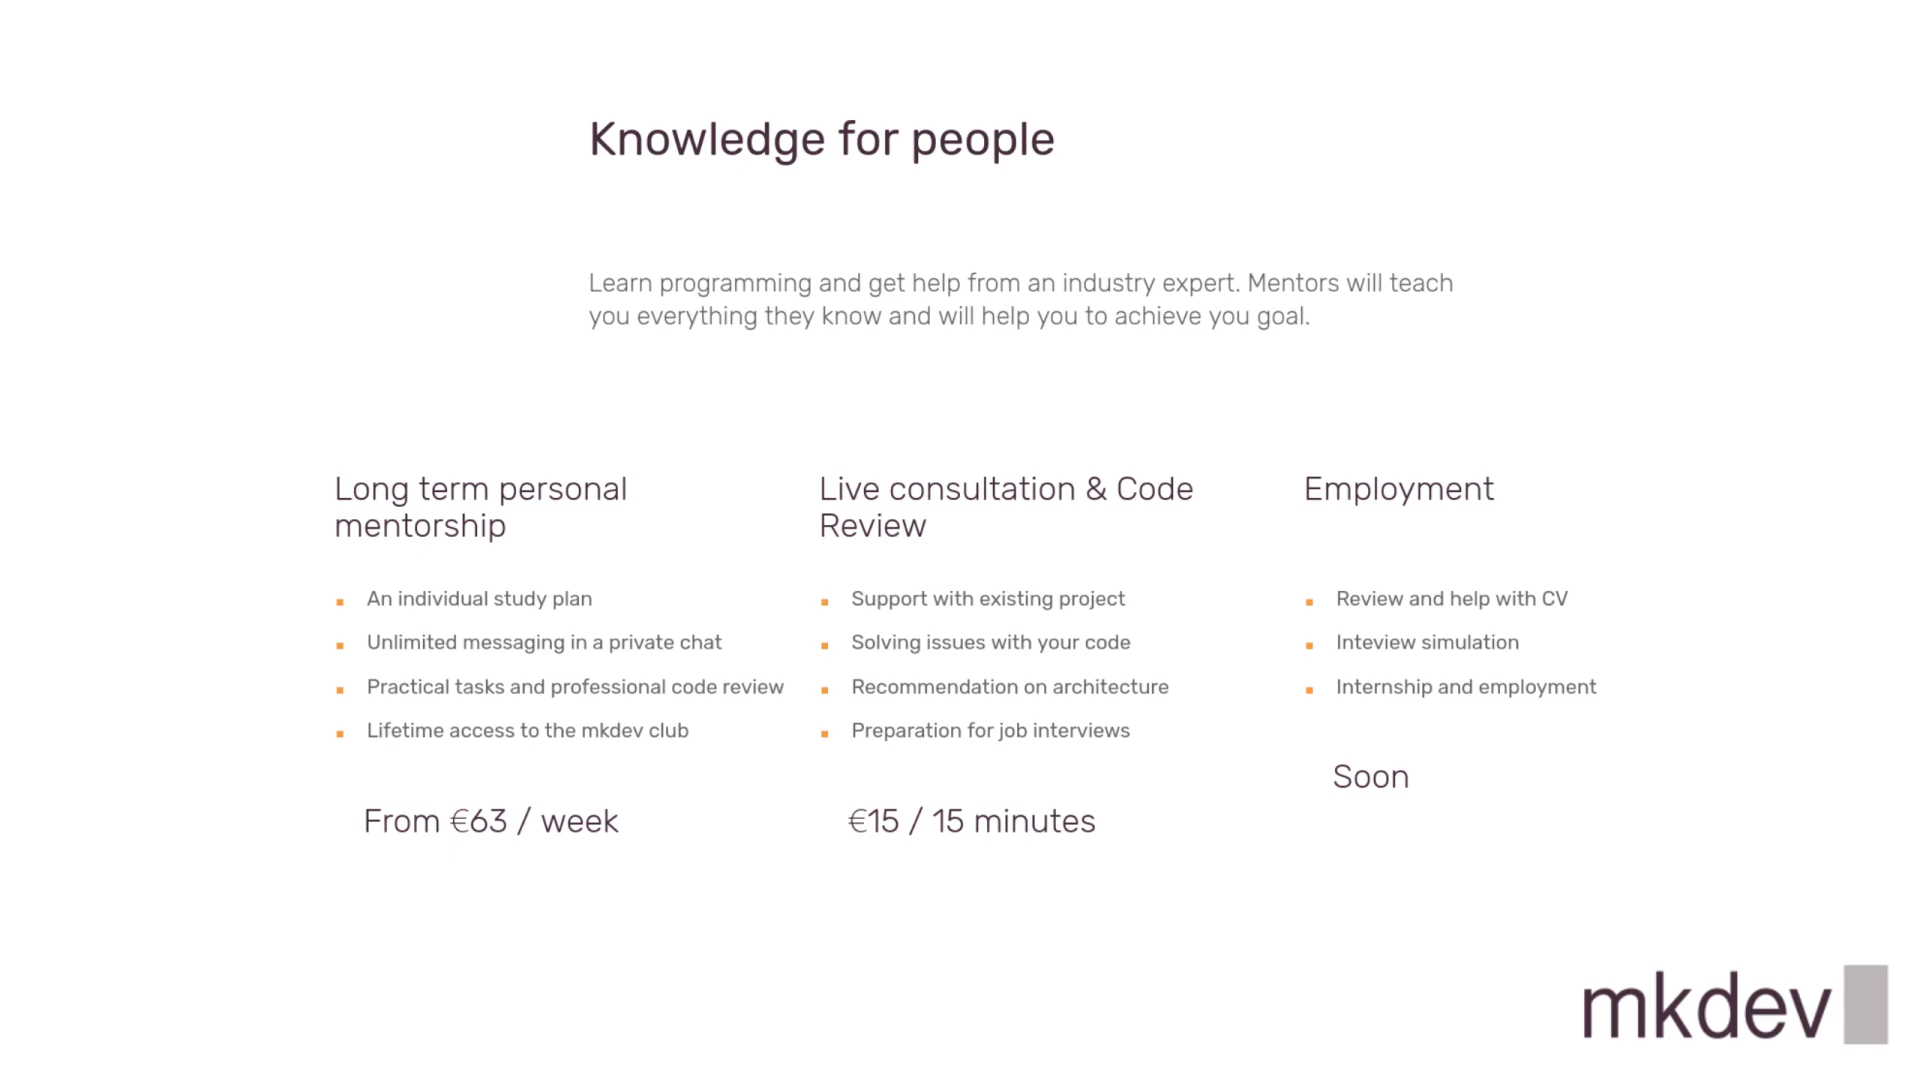 Knowledge for people
Learn programming and get help from an industry expert. Mentors will teach
you everything they know and will help you to achieve you goal.
Long term personal
mentorship
An individual study plan
Unlimited messaging in a private chat
Practical tasks and professional code review
Lifetime access to the mkdev club
From €63 / week
Live consultation & Code
Review
Support with existing project
Solving issues with your code
Recommendation on architecture
Preparation for job interviews
€15 / 15 minutes
Employment
Review and help with CV
Inteview simulation
Internship and employment
Soon
mkdev